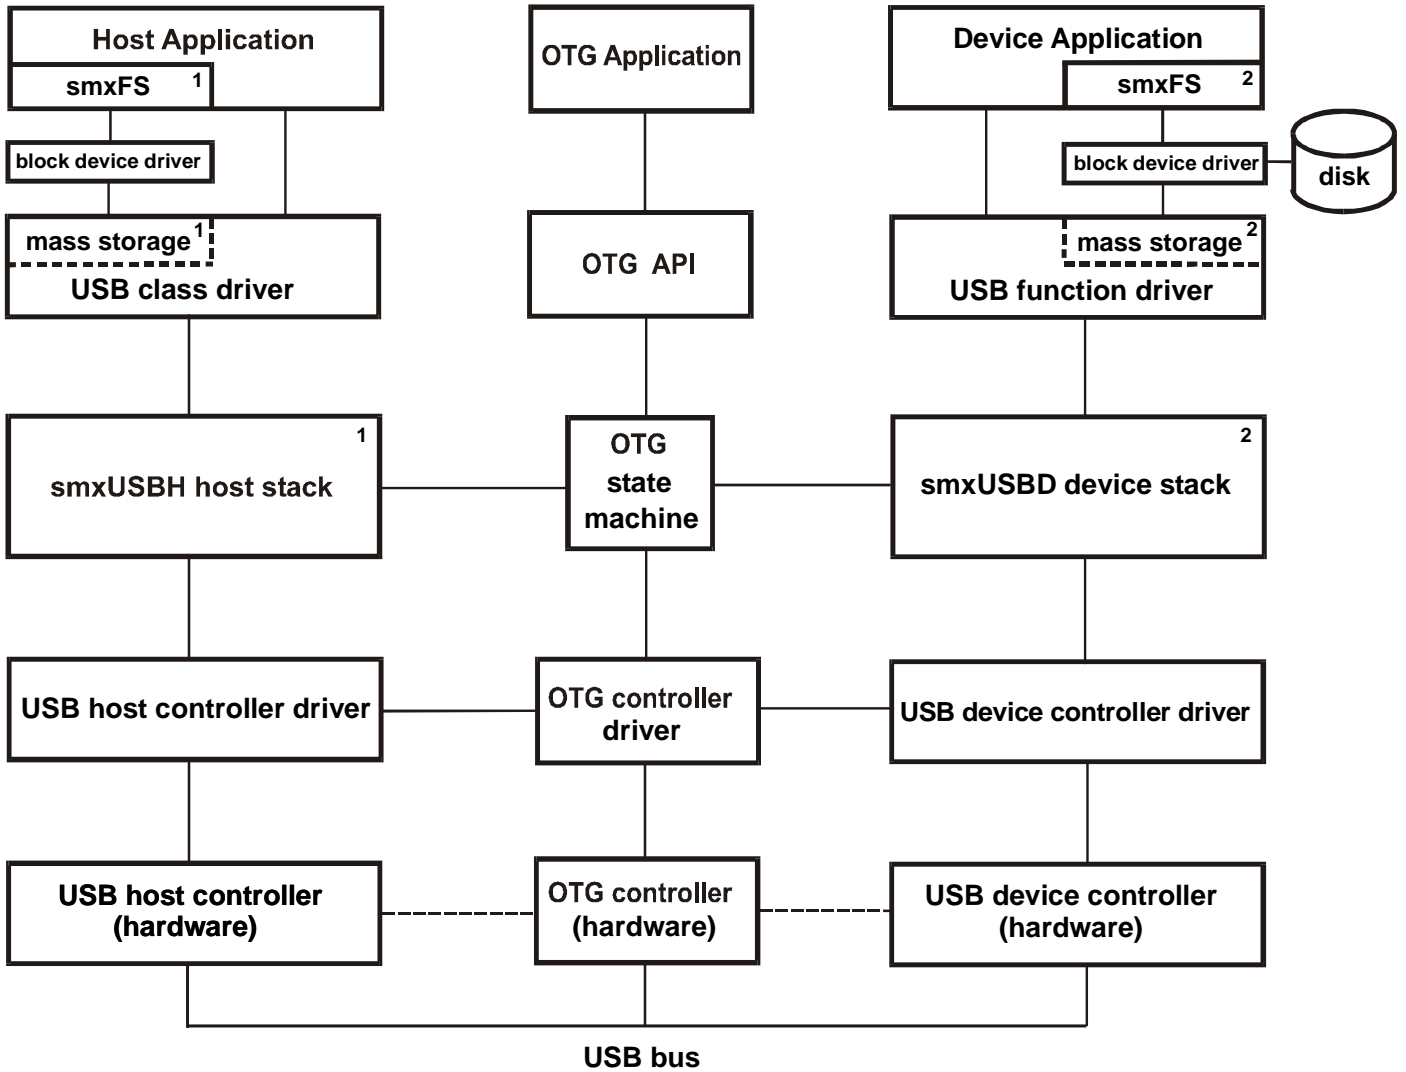 Host Application
smxFS 1
block device driver
mass storage 1
USB class driver
smxUSBH host stack 1
USB host controller driver
USB host controller
(hardware)
OTG Application
OTG API
OTG
state
machine
OTG controller
driver
OTG controller
(hardware)
Device Application
smxFS 2
block device driver
disk
mass storage 2
USB function driver
smxUSBD device stack 2
USB device controller driver
USB device controller
(hardware)
USB bus